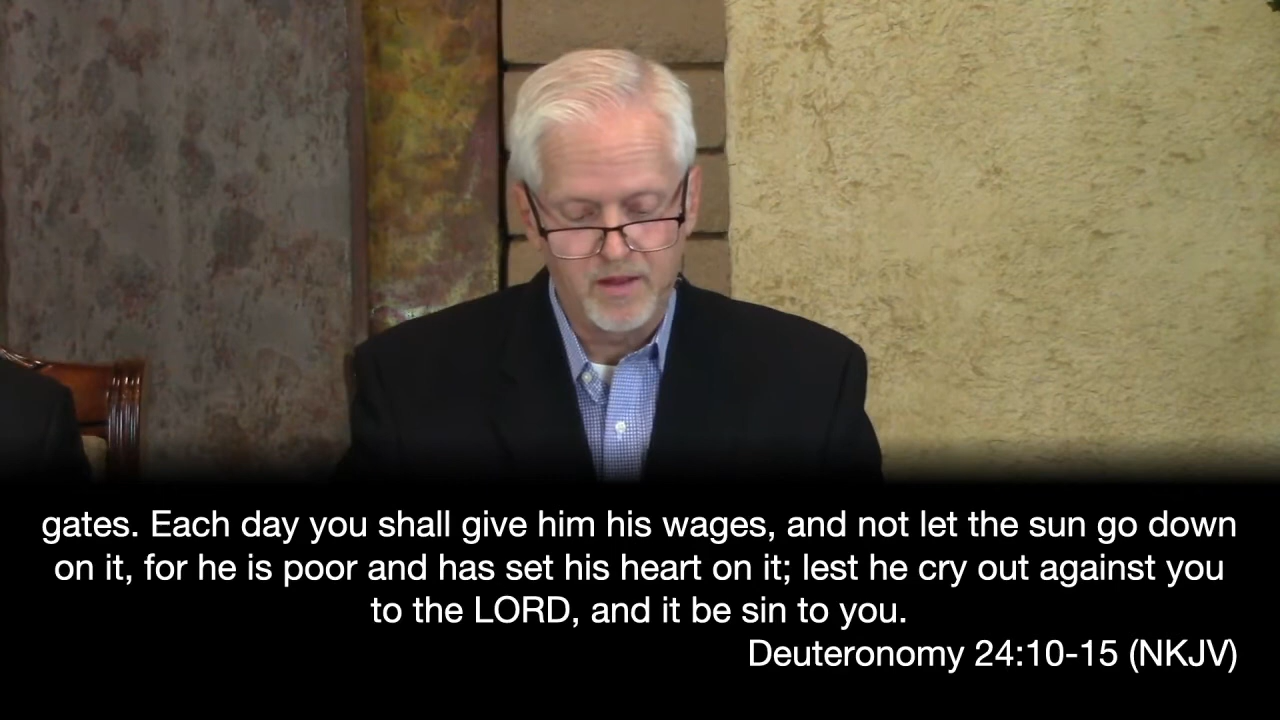 gates. Each day you shall give him his wages, and not let the sun go down
on it, for he is poor and has set his heart on it; lest he cry out against you
to the LORD, and it be sin to you.
Deuteronomy 24:10-15 (NKJV)